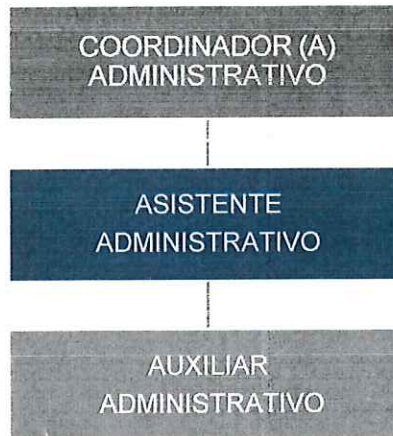 COORDINADOR (A)
ADMINISTRATIVO
ASISTENTE
ADMINISTRATIVO
AUXILIAR
ADMINISTRATIVO